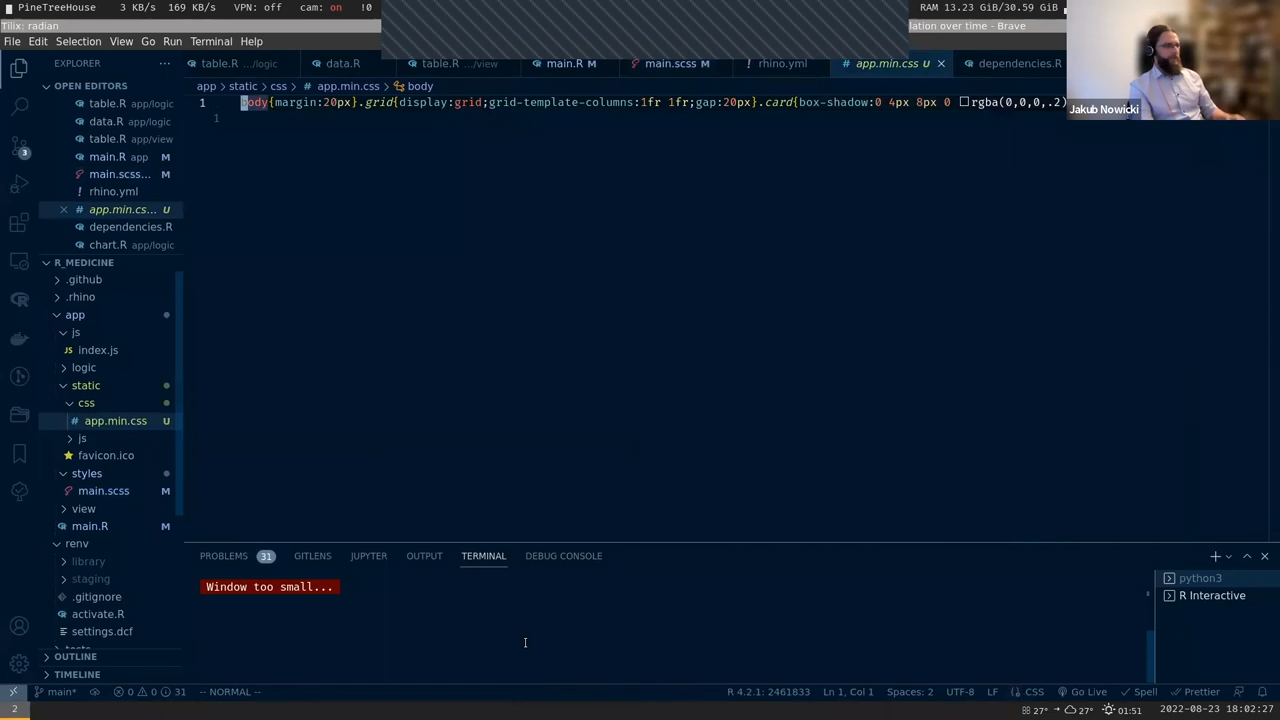 PineTreeHouse 3 KB/s 169 KB/s VPN: off cam: on !0 RAM 13.23 GiB/30.59 GiB
Tilix: radian lation over time - Brave
File Edit Selection View Go Run Terminal Help
EXPLORER ··· table.R .../logic data.R table.R .../view main.R M main.scss M rhino.yml app.min.css U dependencies.R
OPEN EDITORS app > static > css > app.min.css > body
1 body{margin:20px}.grid{display:grid;grid-template-columns:1fr 1fr;gap:20px}.card{box-shadow:0 4px 8px 0 rgba(0,0,0,.2)
Jakub Nowicki
table.R app/logic
data.R app/logic
table.R app/view
main.R app M
main.scss... M
rhino.yml
app.min.cs... U
dependencies.R
chart.R app/logic
R_MEDICINE
.github
.rhino
app
js
index.js
logic
static
css
app.min.css U
js
favicon.ico
styles
main.scss M
view
main.R M
renv
library
staging
.gitignore
activate.R
settings.dcf
OUTLINE
TIMELINE
3
1
PROBLEMS 31 GITLENS JUPYTER OUTPUT TERMINAL DEBUG CONSOLE
Window too small...
python3
R Interactive
main* 0 0 31 -- NORMAL -- R 4.2.1: 2461833 Ln 1, Col 1 Spaces: 2 UTF-8 LF CSS Go Live Spell Prettier
2 27° 27° 01:51 2022-08-23 18:02:27